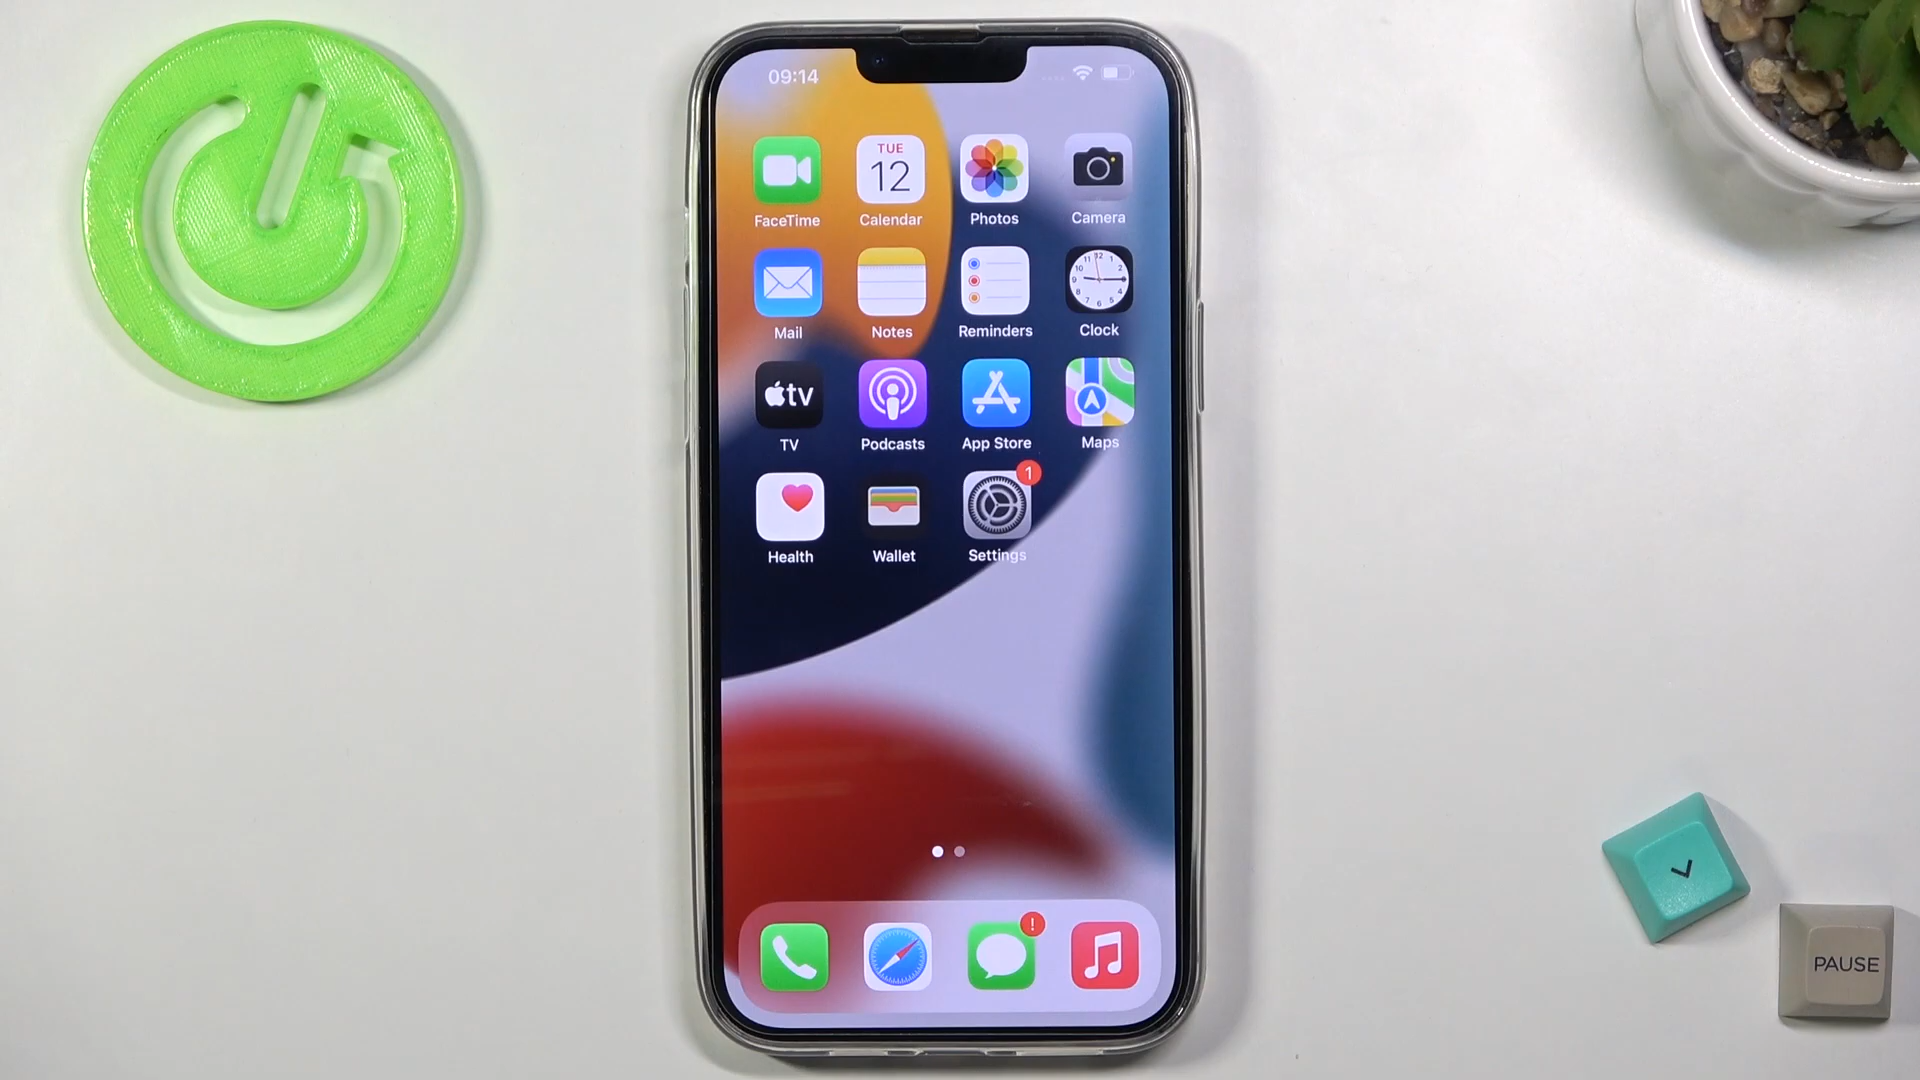 09:14
TUE
12
FaceTime
Calendar
Photos
Camera
Mail
Notes
Reminders
Clock
tv
TV
Podcasts
App Store
Maps
Health
Wallet
1
Settings
!
PAUSE